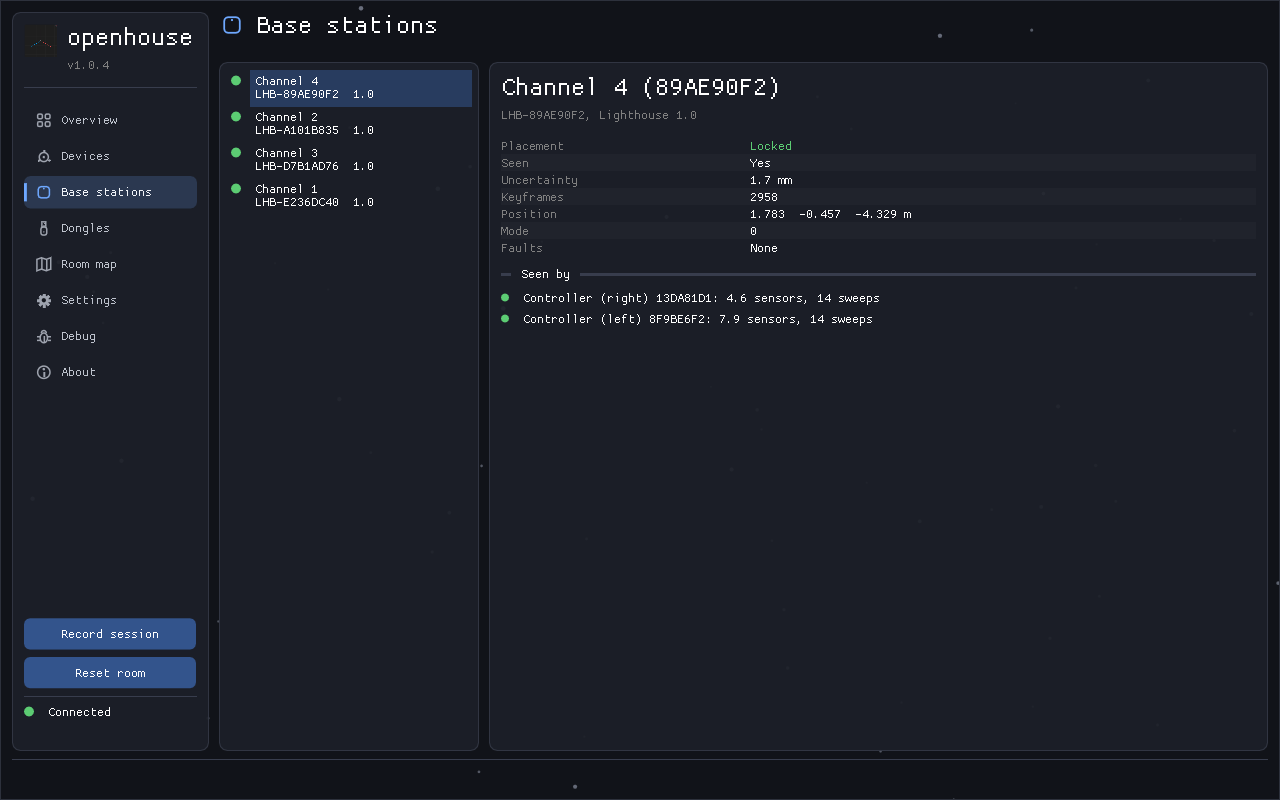 openhouse
v1.0.4
Overview
Devices
Base stations
Dongles
Room map
Settings
Debug
About
Record session
Reset room
Connected
Base stations
Channel 4
LHB-89AE90F2 1.0
Channel 2
LHB-A101B835 1.0
Channel 3
LHB-D7B1AD76 1.0
Channel 1
LHB-E236DC40 1.0
Channel 4 (89AE90F2)
LHB-89AE90F2, Lighthouse 1.0
Placement Locked
Seen Yes
Uncertainty 1.7 mm
Keyframes 2958
Position 1.783 -0.457 -4.329 m
Mode 0
Faults None
Seen by
Controller (right) 13DA81D1: 4.6 sensors, 14 sweeps
Controller (left) 8F9BE6F2: 7.9 sensors, 14 sweeps